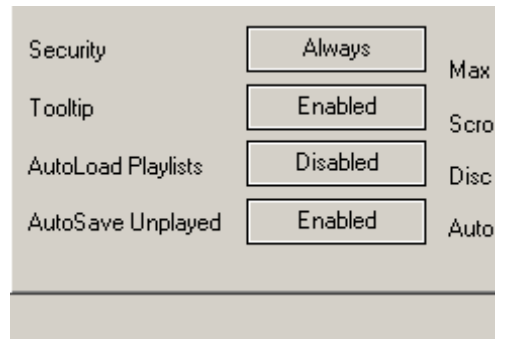 Security Always
Max
Tooltip Enabled
Scro
AutoLoad Playlists Disabled
Disc
AutoSave Unplayed Enabled
Auto